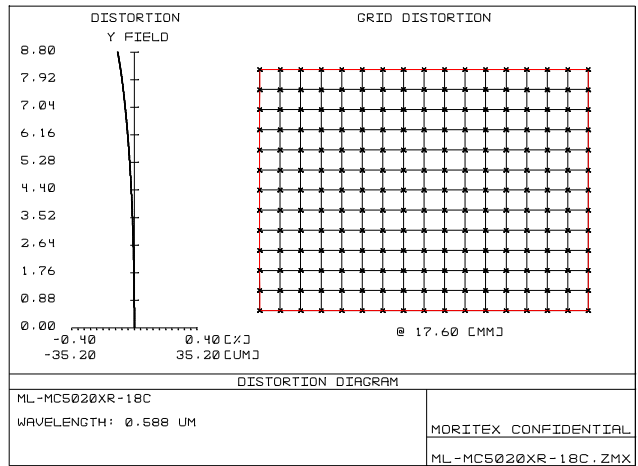 DISTORTION
GRID DISTORTION
Y FIELD
8.80
7.92
7.04
6.16
5.28
4.40
3.52
2.64
1.76
0.88
0.00
-0.40 0.40 [%]
-35.20 35.20 [UM]
@ 17.60 [MM]
DISTORTION DIAGRAM
ML-MC5020XR-18C
WAVELENGTH: 0.588 UM
MORITEX CONFIDENTIAL
ML-MC5020XR-18C.ZMX